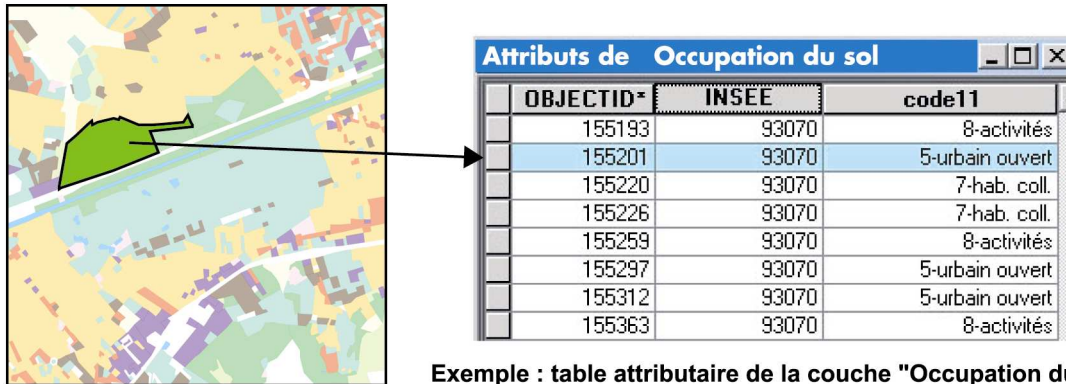 Attributs de Occupation du sol
OBJECTID* INSEE code11
155193 93070 8-activités
155201 93070 5-urbain ouvert
155220 93070 7-hab. coll.
155226 93070 7-hab. coll.
155259 93070 8-activités
155297 93070 5-urbain ouvert
155312 93070 5-urbain ouvert
155363 93070 8-activités
Exemple : table attributaire de la couche "Occupation du